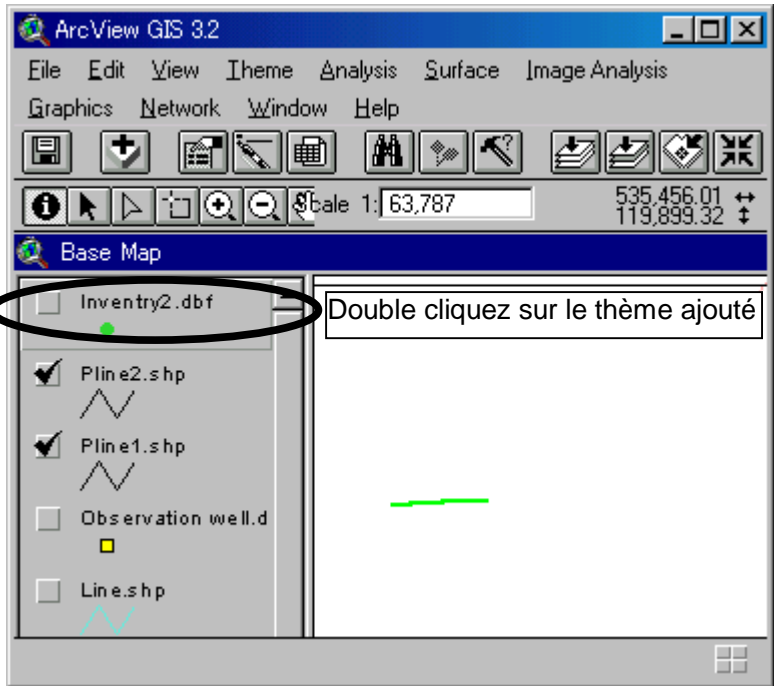 ArcView GIS 3.2
File Edit View Theme Analysis Surface Image Analysis
Graphics Network Window Help
cale 1: 63,787
535,456.01
119,899.32
Base Map
Inventry2.dbf
Double cliquez sur le thème ajouté
Pline2.shp
Pline1.shp
Observation well.d
Line.shp